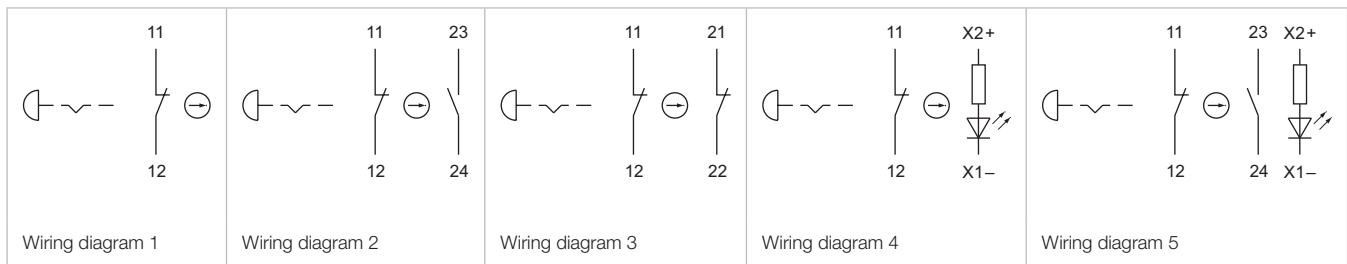 11
12
Wiring diagram 1
11 23
12 24
Wiring diagram 2
11 21
12 22
Wiring diagram 3
11 X2+
12 X1–
Wiring diagram 4
11 23 X2+
12 24 X1–
Wiring diagram 5